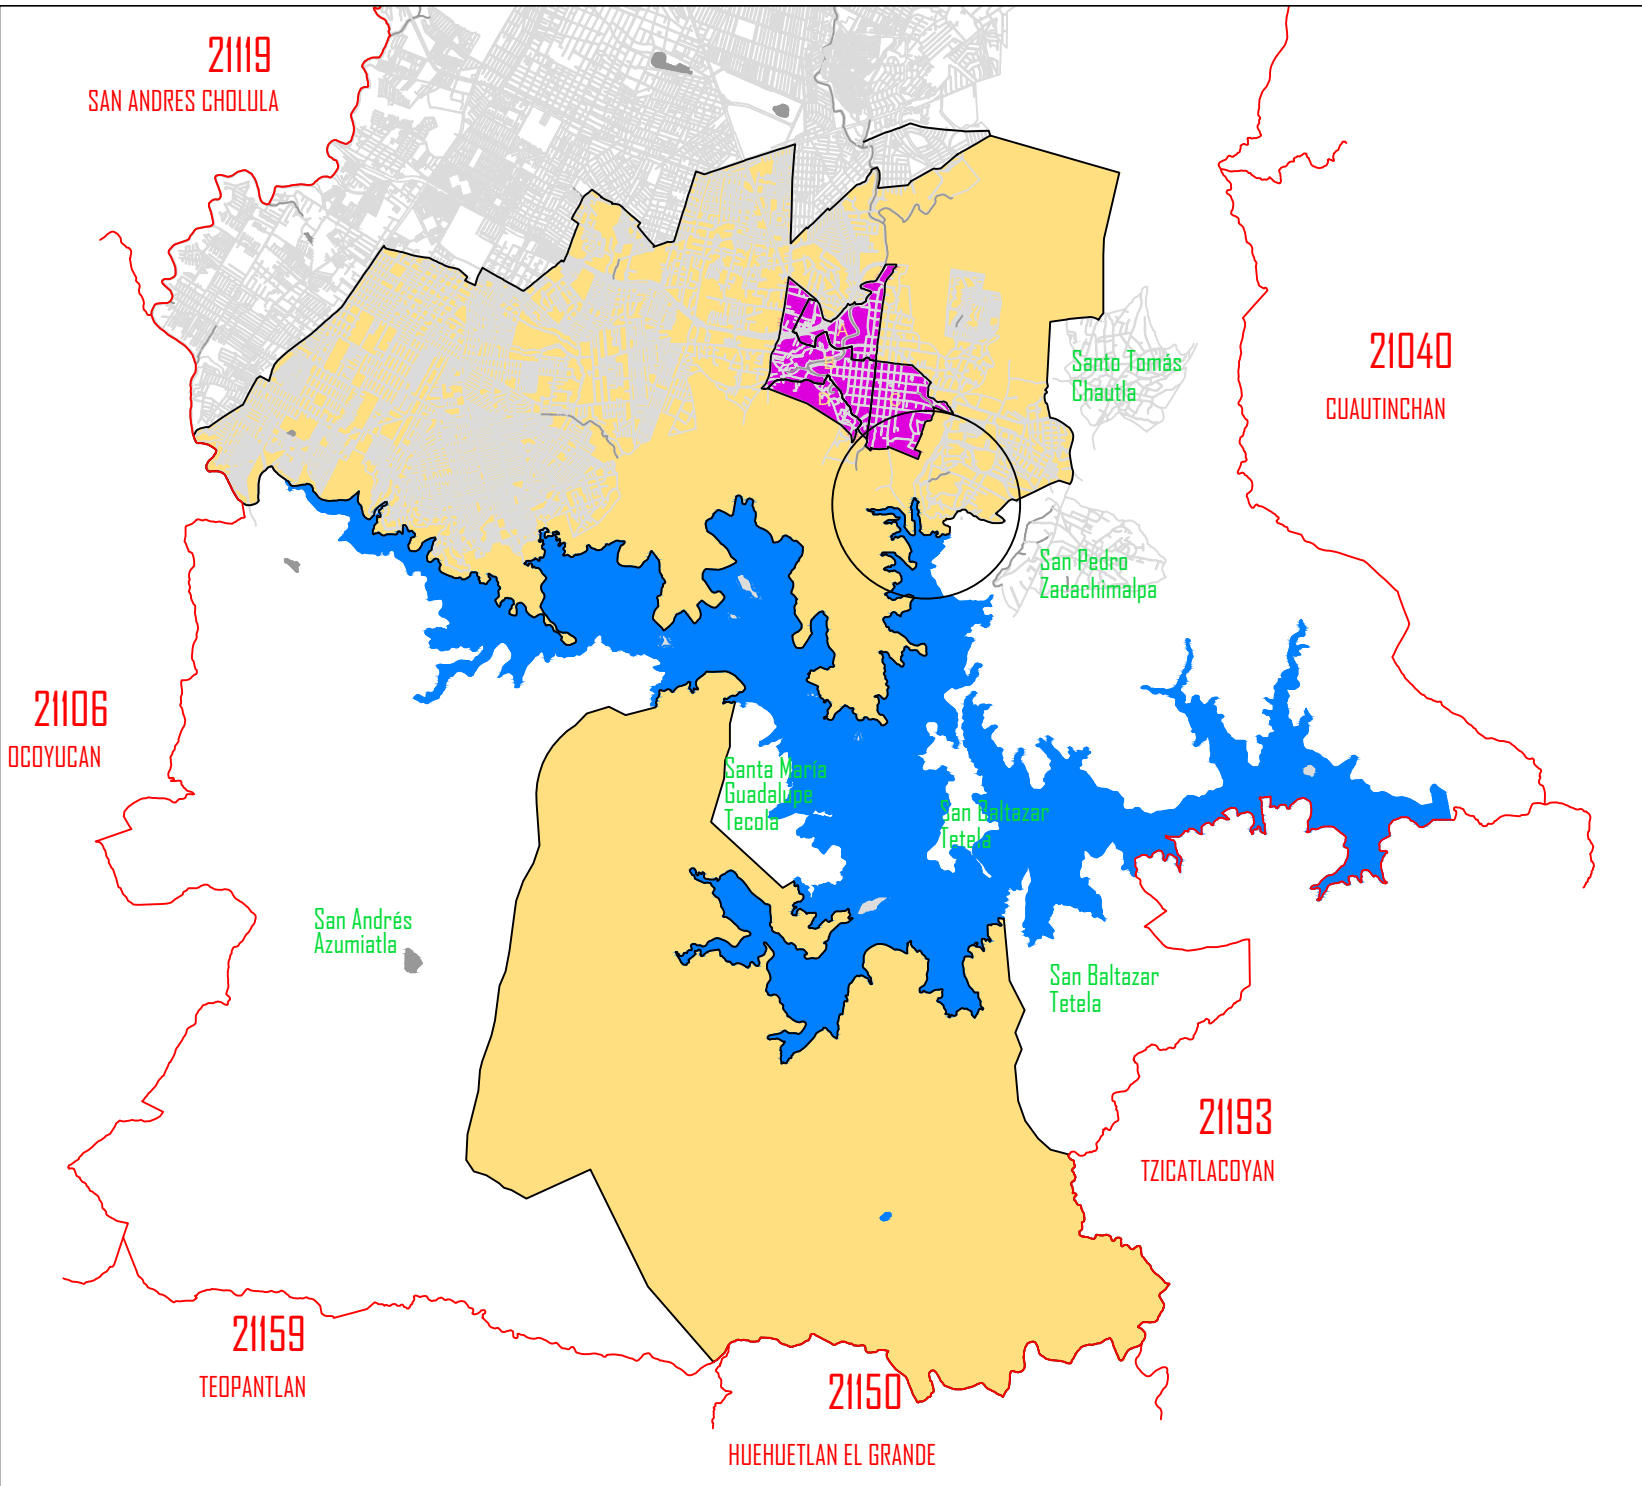 21119
SAN ANDRES CHOLULA
21040
CUAUTINCHAN
Santo Tomás
Chautla
A
San Pedro
Zacachimalpa
21106
OCOYUCAN
Santa María
Guadalupe
Tecola
San Baltazar
Tetela
San Andrés
Azumiatla
San Baltazar
Tetela
21193
TZICATLACOYAN
21159
TEOPANTLAN
21150
HUEHUETLAN EL GRANDE